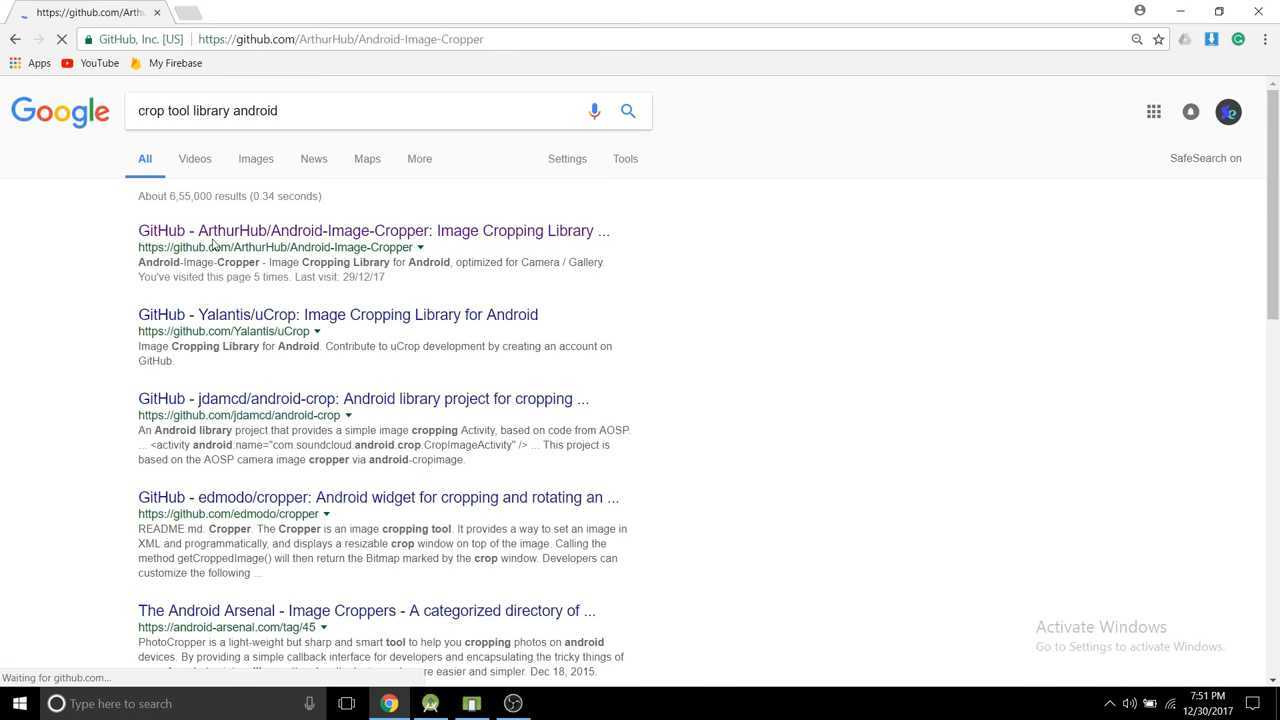 https://github.com/Arth
GitHub, Inc. [US] https://github.com/ArthurHub/Android-Image-Cropper
Apps YouTube My Firebase
Google crop tool library android
All Videos Images News Maps More Settings Tools
SafeSearch on
About 6,55,000 results (0.34 seconds)
GitHub - ArthurHub/Android-Image-Cropper: Image Cropping Library ...
https://github.com/ArthurHub/Android-Image-Cropper
Android-Image-Cropper - Image Cropping Library for Android, optimized for Camera / Gallery.
You've visited this page 5 times. Last visit: 29/12/17
GitHub - Yalantis/uCrop: Image Cropping Library for Android
https://github.com/Yalantis/uCrop
Image Cropping Library for Android. Contribute to uCrop development by creating an account on
GitHub.
GitHub - jdamcd/android-crop: Android library project for cropping ...
https://github.com/jdamcd/android-crop
An Android library project that provides a simple image cropping Activity, based on code from AOSP.
... <activity android:name="com.soundcloud.android.crop.CropImageActivity" /> ... This project is
based on the AOSP camera image cropper via android-cropimage.
GitHub - edmodo/cropper: Android widget for cropping and rotating an ...
https://github.com/edmodo/cropper
README.md. Cropper. The Cropper is an image cropping tool. It provides a way to set an image in
XML and programmatically, and displays a resizable crop window on top of the image. Calling the
method getCroppedImage() will then return the Bitmap marked by the crop window. Developers can
customize the following ...
The Android Arsenal - Image Croppers - A categorized directory of ...
https://android-arsenal.com/tag/45
PhotoCropper is a light-weight but sharp and smart tool to help you cropping photos on android
devices. By providing a simple callback interface for developers and encapsulating the tricky things of
re easier and simpler. Dec 18, 2015.
Activate Windows
Go to Settings to activate Windows.
Waiting for github.com...
Type here to search
7:51 PM
12/30/2017